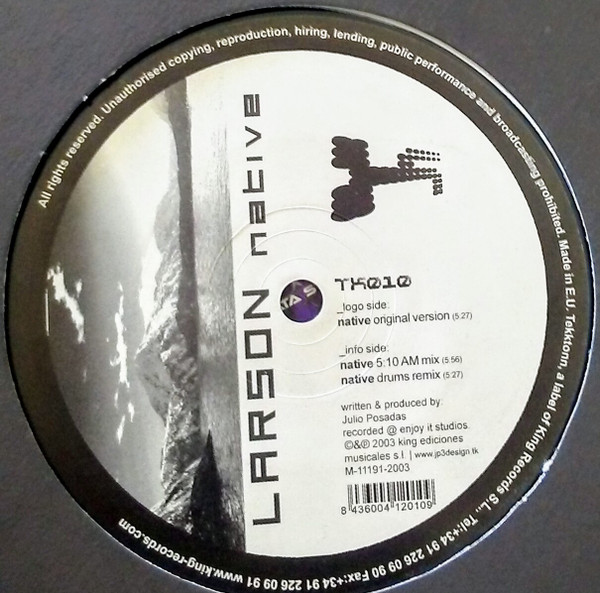 All rights reserved. Unauthorised copying, reproduction, hiring, lending, public performance and broadcasting prohibited. Made in E.U. Tekktonn, a label of King Records S.L.. Tel:+34 91 226 09 90 Fax:+34 91 226 09 91 www.king-records.com
LARSON native
TK010
_logo side:
native original version (5:27)
_info side:
native 5:10 AM mix (5:56)
native drums remix (5:27)
written & produced by:
Julio Posadas
recorded @ enjoy it studios.
©&℗ 2003 king ediciones
musicales s.l. | www.jp3design.tk
M-11191-2003
8 436004 120109